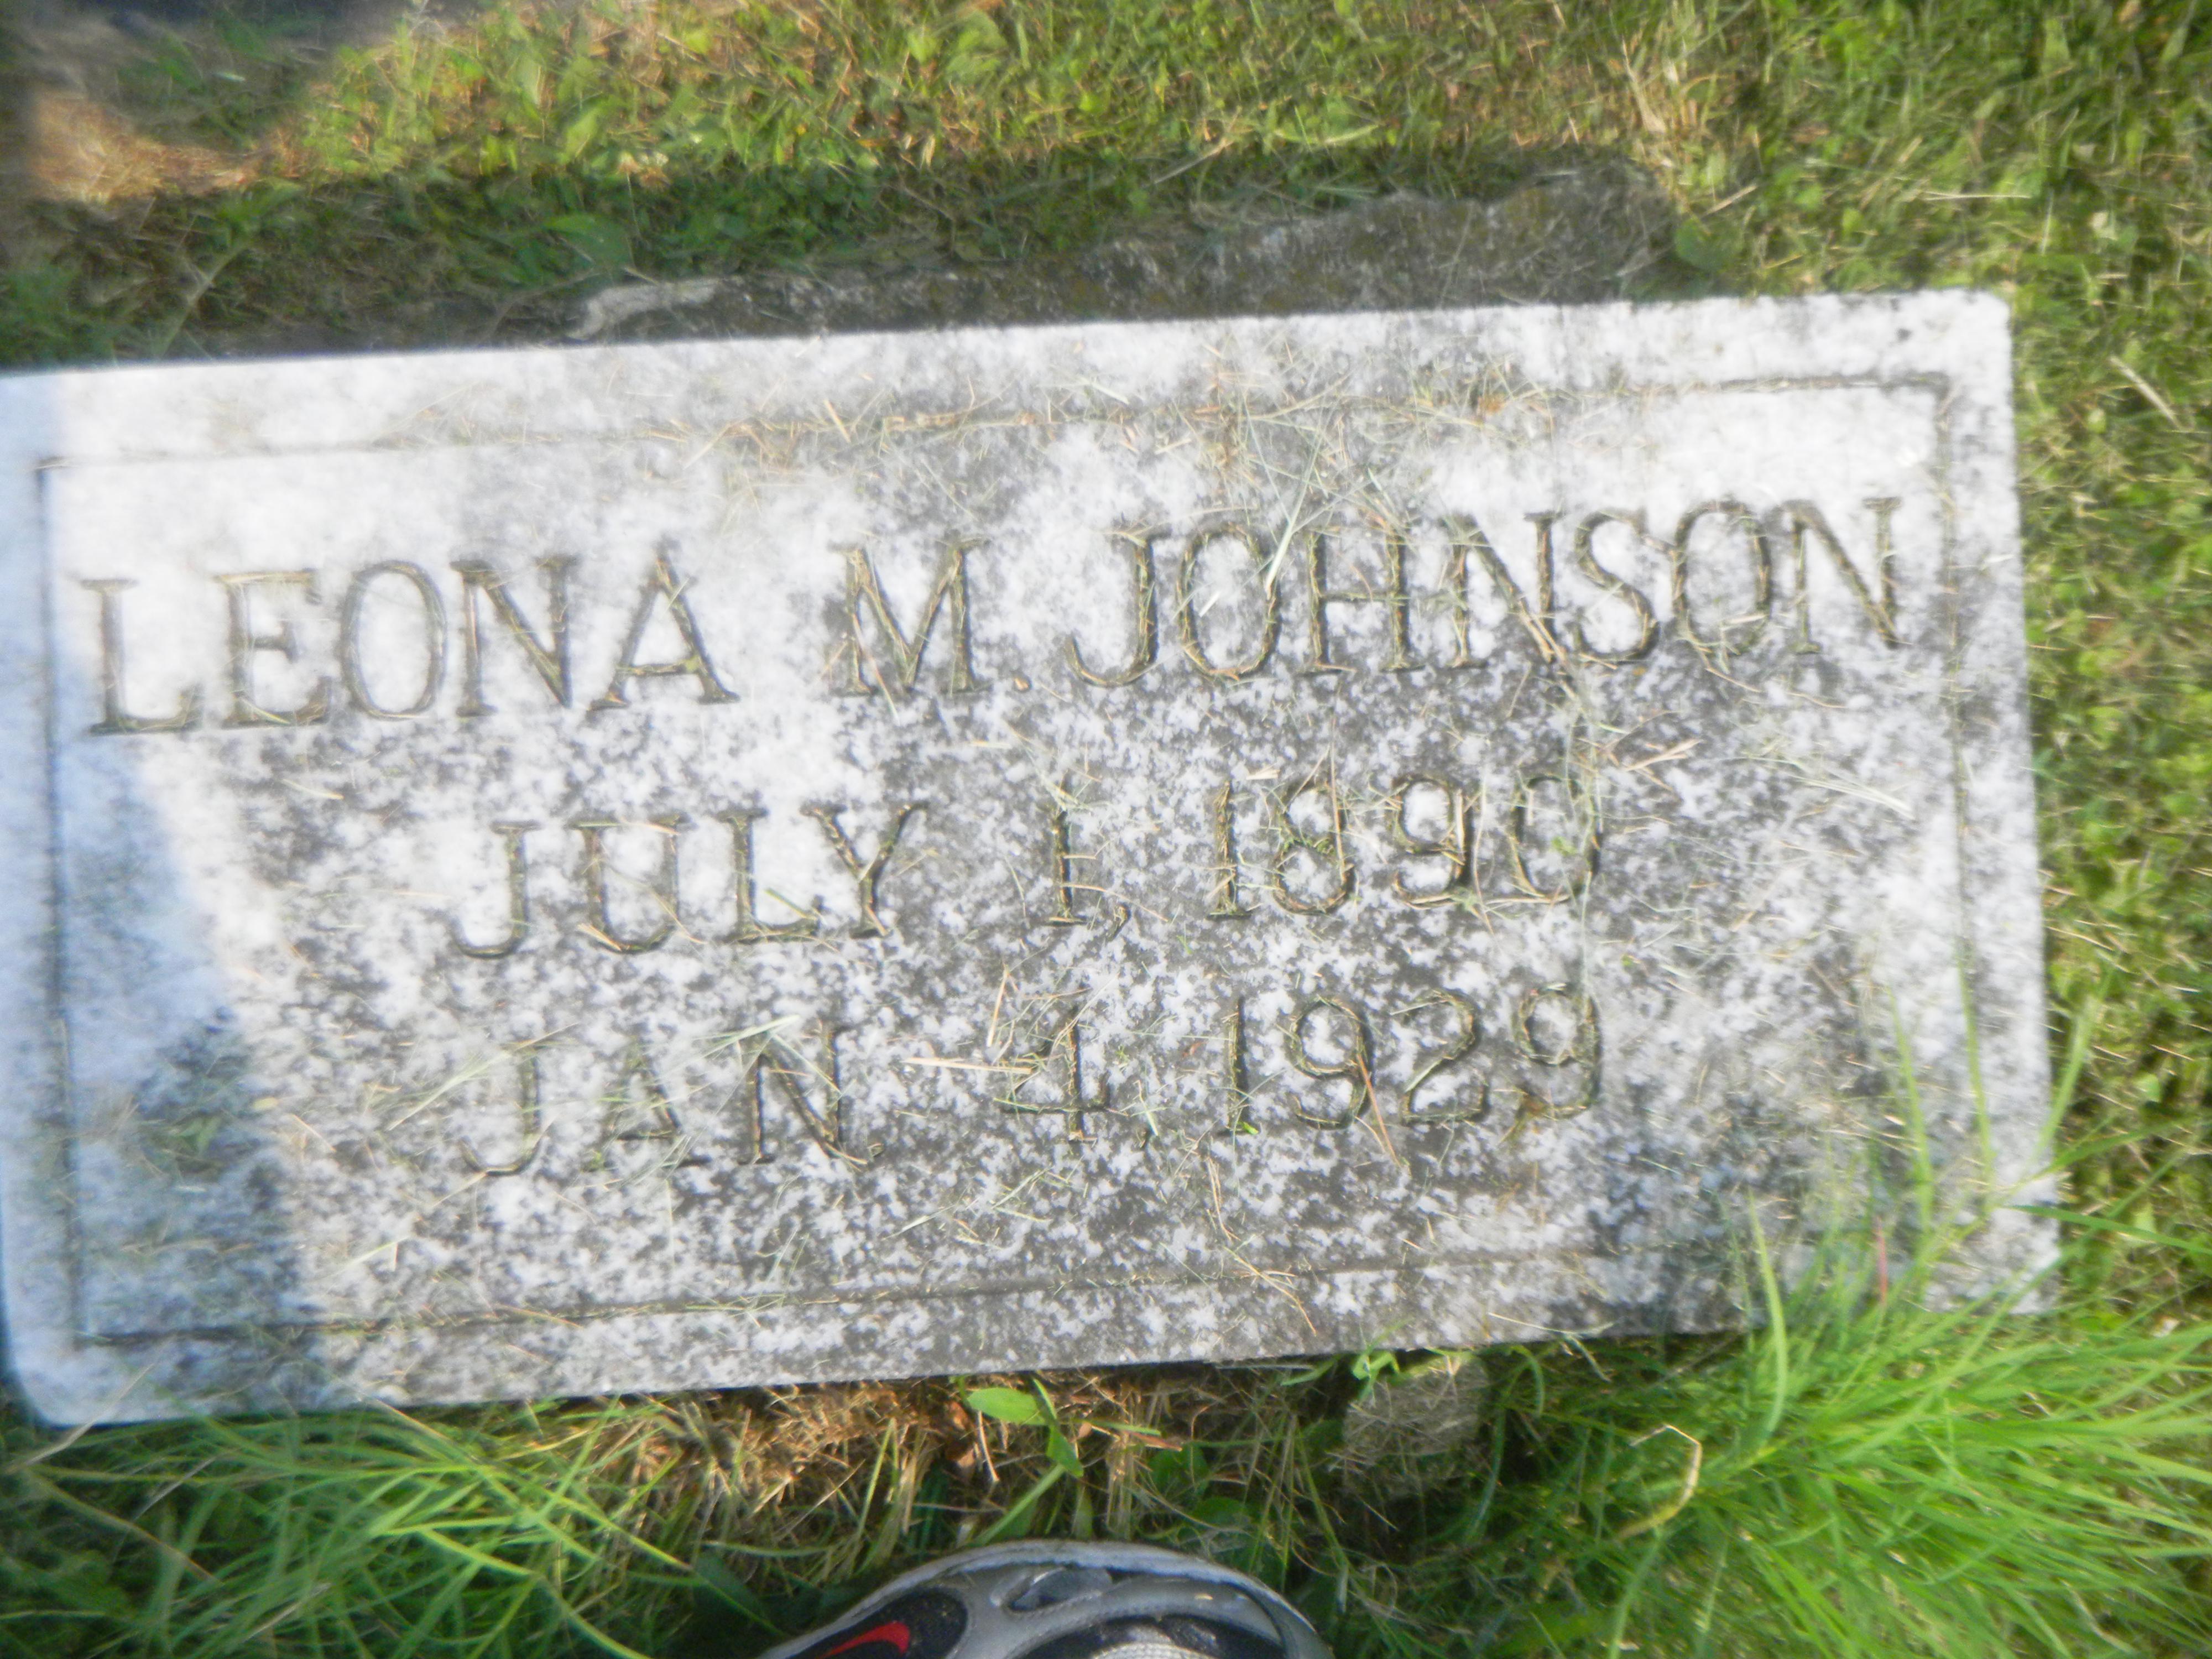 LEONA M. JOHNSON
JULY 1, 1890
JAN. 4, 1929